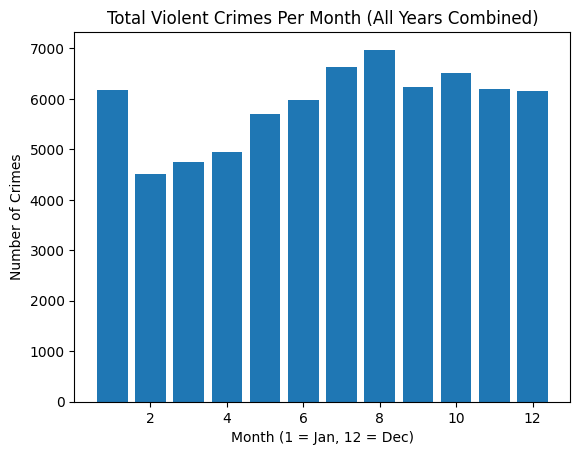 Total Violent Crimes Per Month (All Years Combined)
7000
6000
5000
4000
3000
2000
1000
0
Number of Crimes
2 4 6 8 10 12
Month (1 = Jan, 12 = Dec)